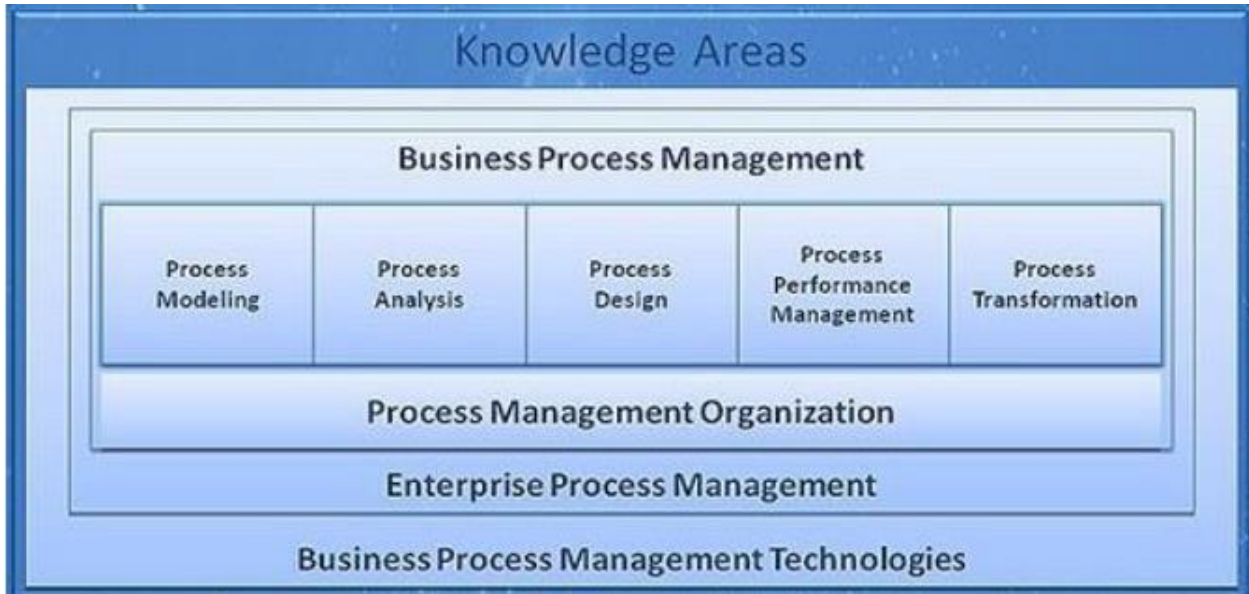 Knowledge Areas
Business Process Management
Process
Modeling
Process
Analysis
Process
Design
Process
Performance
Management
Process
Transformation
Process Management Organization
Enterprise Process Management
Business Process Management Technologies